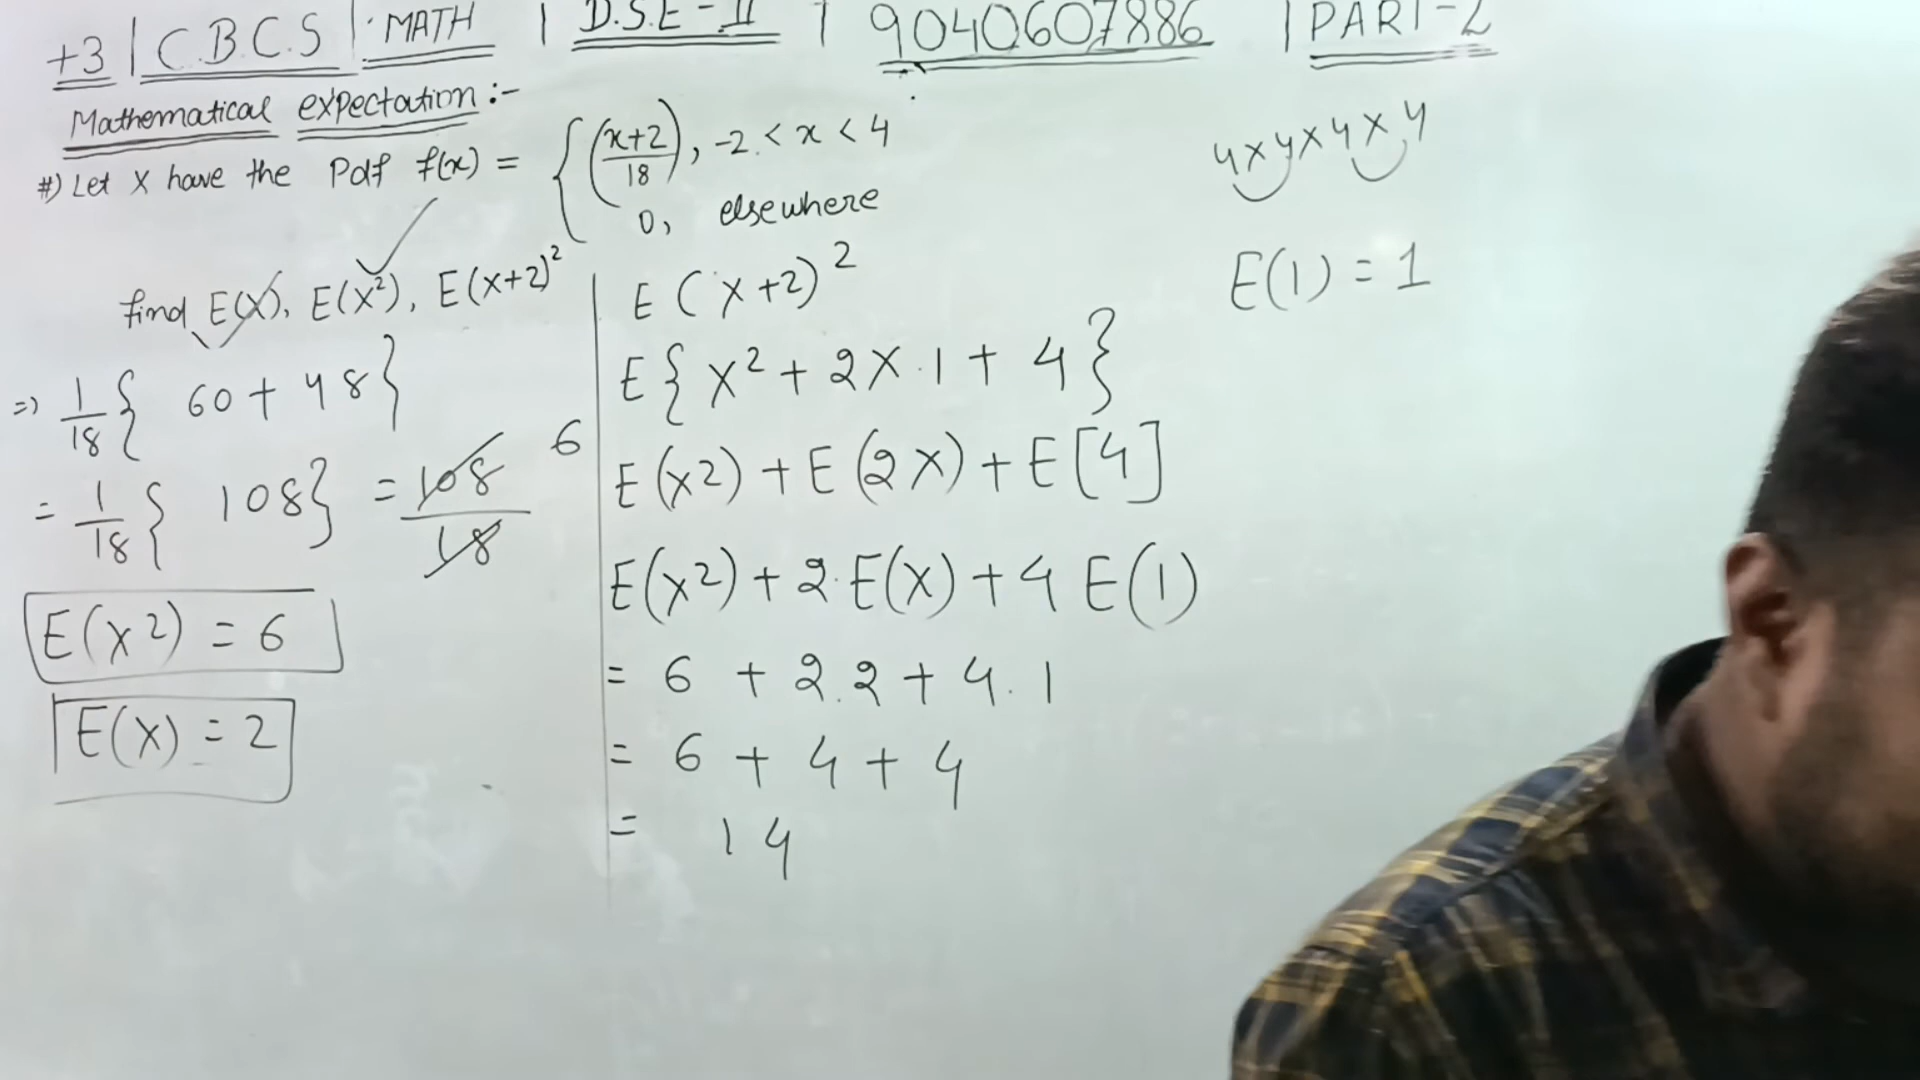 +3 | C.B.C.S | MATH | D.S.E - II | 9040607886 | PART-2
Mathematical expectation :-
#) Let X have the Pdf f(x) = { (x+2/18), -2 < x < 4
0, elsewhere
find E(X), E(X²), E(X+2)²
=> 1/18 { 60 + 48 }
= 1/18 { 108 } = 108/18 6
E(X²) = 6
E(X) = 2
E(X+2)²
E{ X² + 2X.1 + 4 }
E(X²) + E(2X) + E[4]
E(X²) + 2.E(X) + 4 E(1)
= 6 + 2.2 + 4.1
= 6 + 4 + 4
= 14
4×4×4×4
E(1) = 1